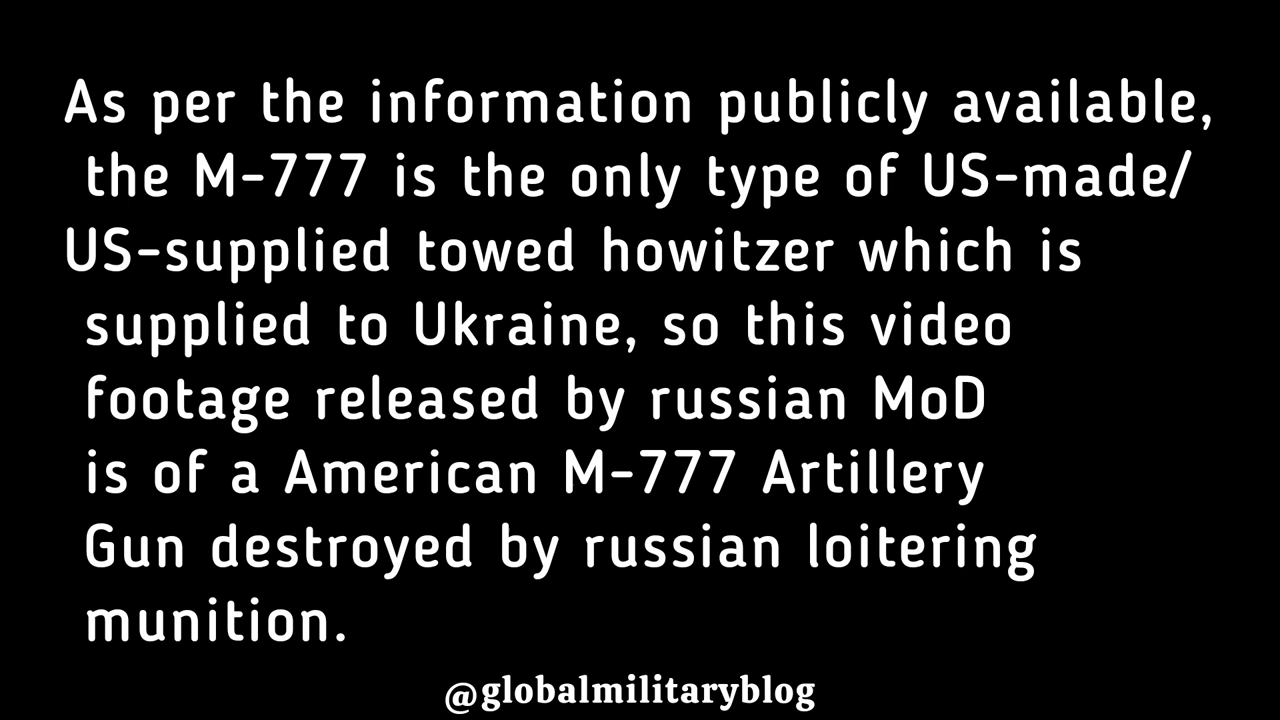 As per the information publicly available,
the M-777 is the only type of US-made/
US-supplied towed howitzer which is
supplied to Ukraine, so this video
footage released by russian MoD
is of a American M-777 Artillery
Gun destroyed by russian loitering
munition.
@globalmilitaryblog